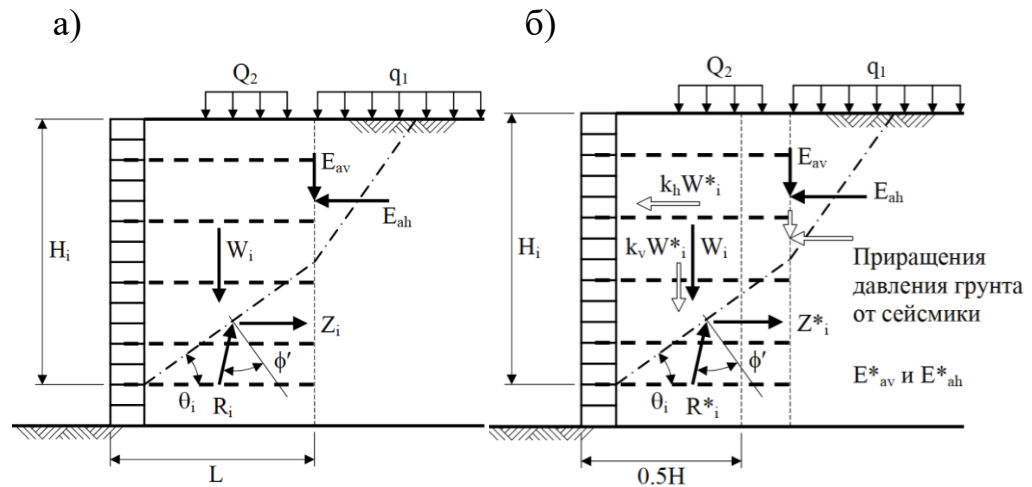 а)
б)
Q₂
q₁
Eₐᵥ
Eₐₕ
Hᵢ
Wᵢ
Zᵢ
ϕ′
θᵢ
Rᵢ
L
Q₂
q₁
Eₐᵥ
kₕW*ᵢ
Eₐₕ
Hᵢ
kᵥW*ᵢ
Wᵢ
Приращения
давления грунта
от сейсмики
Z*ᵢ
ϕ′
E*ₐᵥ и E*ₐₕ
θᵢ
R*ᵢ
0.5H